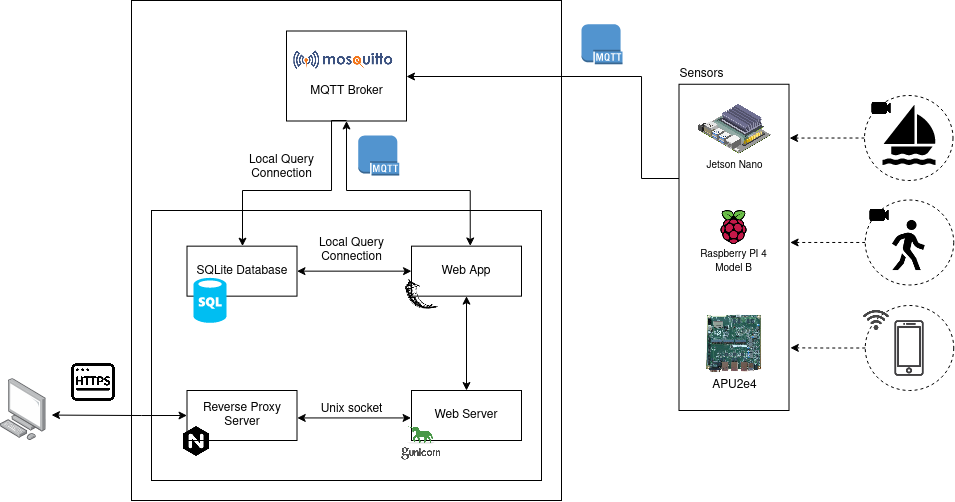 mosquitto
MQTT Broker
MQTT
Sensors
Jetson Nano
Raspberry PI 4
Model B
APU2e4
Local Query
Connection
MQTT
SQLite Database
SQL
Local Query
Connection
Web App
HTTPS
Reverse Proxy
Server
N
Unix socket
Web Server
gunicorn